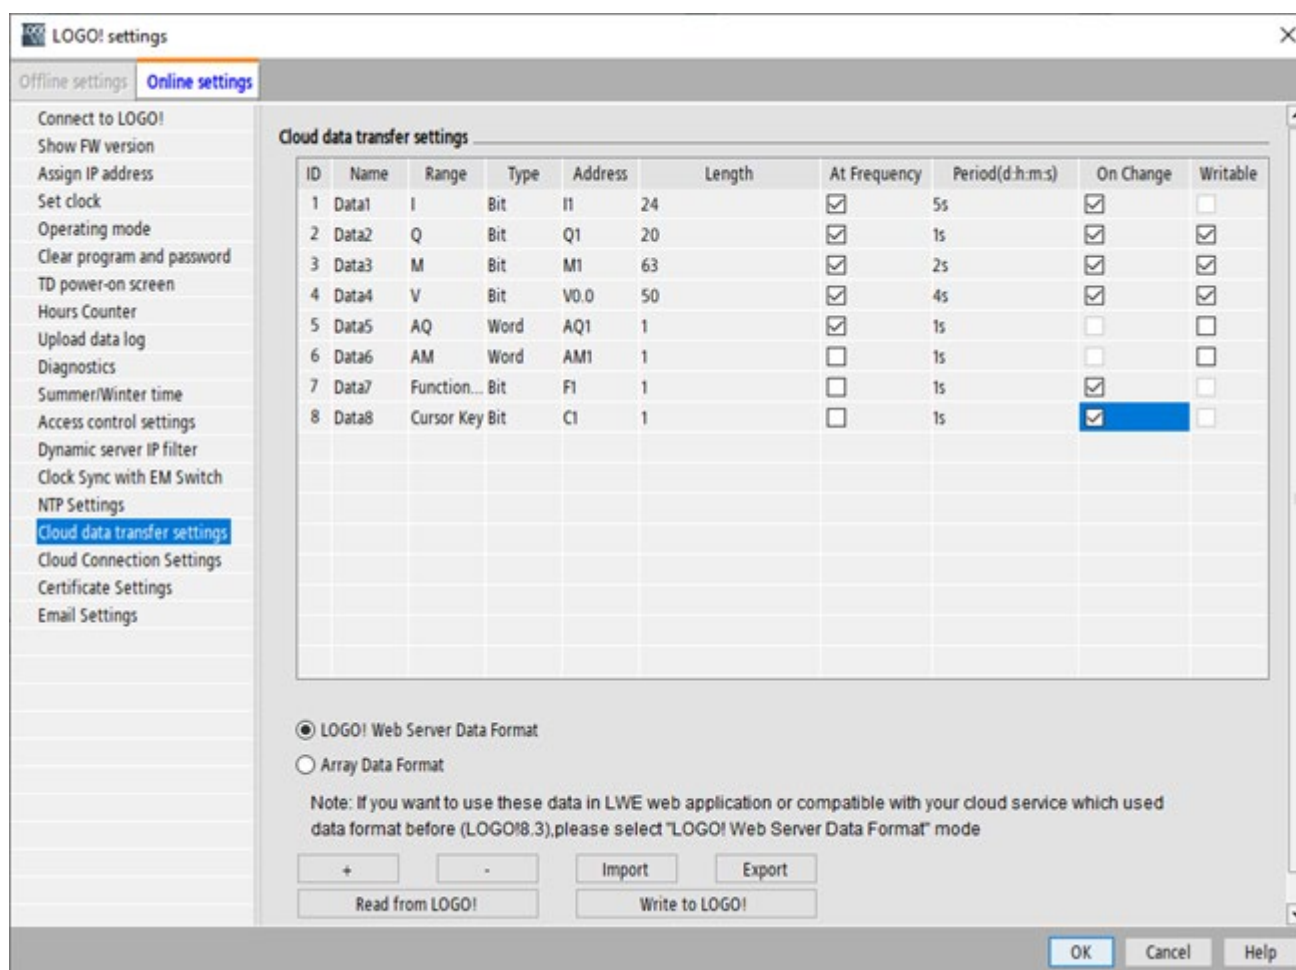 LOGO! settings
Offline settings Online settings
Connect to LOGO!
Show FW version
Assign IP address
Set clock
Operating mode
Clear program and password
TD power-on screen
Hours Counter
Upload data log
Diagnostics
Summer/Winter time
Access control settings
Dynamic server IP filter
Clock Sync with EM Switch
NTP Settings
Cloud data transfer settings
Cloud Connection Settings
Certificate Settings
Email Settings
Cloud data transfer settings
ID Name Range Type Address Length At Frequency Period(d:h:m:s) On Change Writable
1 Data1 I Bit I1 24 5s
2 Data2 Q Bit Q1 20 1s
3 Data3 M Bit M1 63 2s
4 Data4 V Bit V0.0 50 4s
5 Data5 AQ Word AQ1 1 1s
6 Data6 AM Word AM1 1 1s
7 Data7 Function... Bit F1 1 1s
8 Data8 Cursor Key Bit C1 1 1s
LOGO! Web Server Data Format
Array Data Format
Note: If you want to use these data in LWE web application or compatible with your cloud service which used
data format before (LOGO!8.3),please select "LOGO! Web Server Data Format" mode
+ - Import Export
Read from LOGO! Write to LOGO!
OK Cancel Help